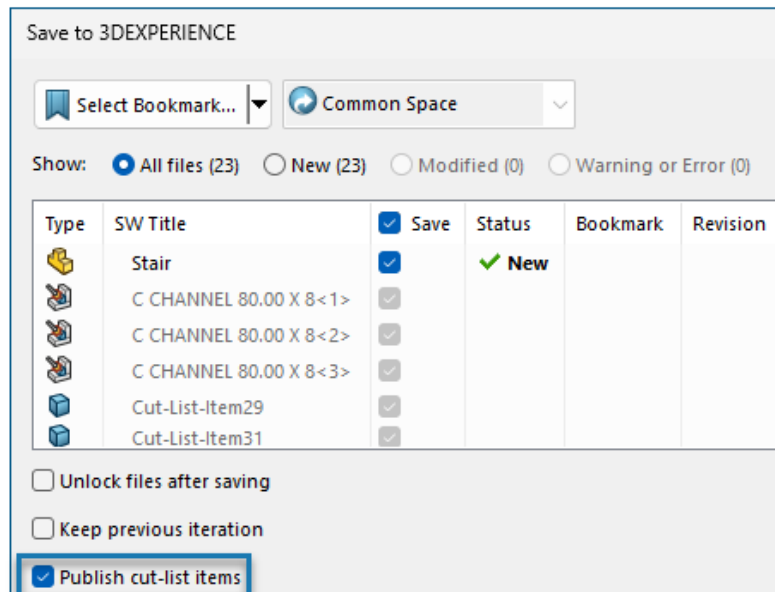 Save to 3DEXPERIENCE
Select Bookmark... Common Space
Show: All files (23) New (23) Modified (0) Warning or Error (0)
Type SW Title Save Status Bookmark Revision
Stair New
C CHANNEL 80.00 X 8<1>
C CHANNEL 80.00 X 8<2>
C CHANNEL 80.00 X 8<3>
Cut-List-Item29
Cut-List-Item31
Unlock files after saving
Keep previous iteration
Publish cut-list items